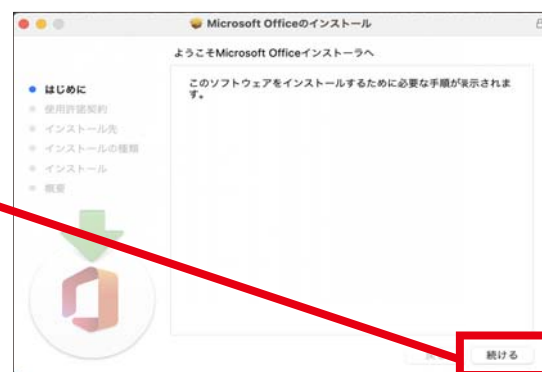 Microsoft Officeのインストール
ようこそMicrosoft Officeインストーラへ
はじめに
使用許諾契約
インストール先
インストールの種類
インストール
概要
このソフトウェアをインストールするために必要な手順が表示されま
す。
続ける